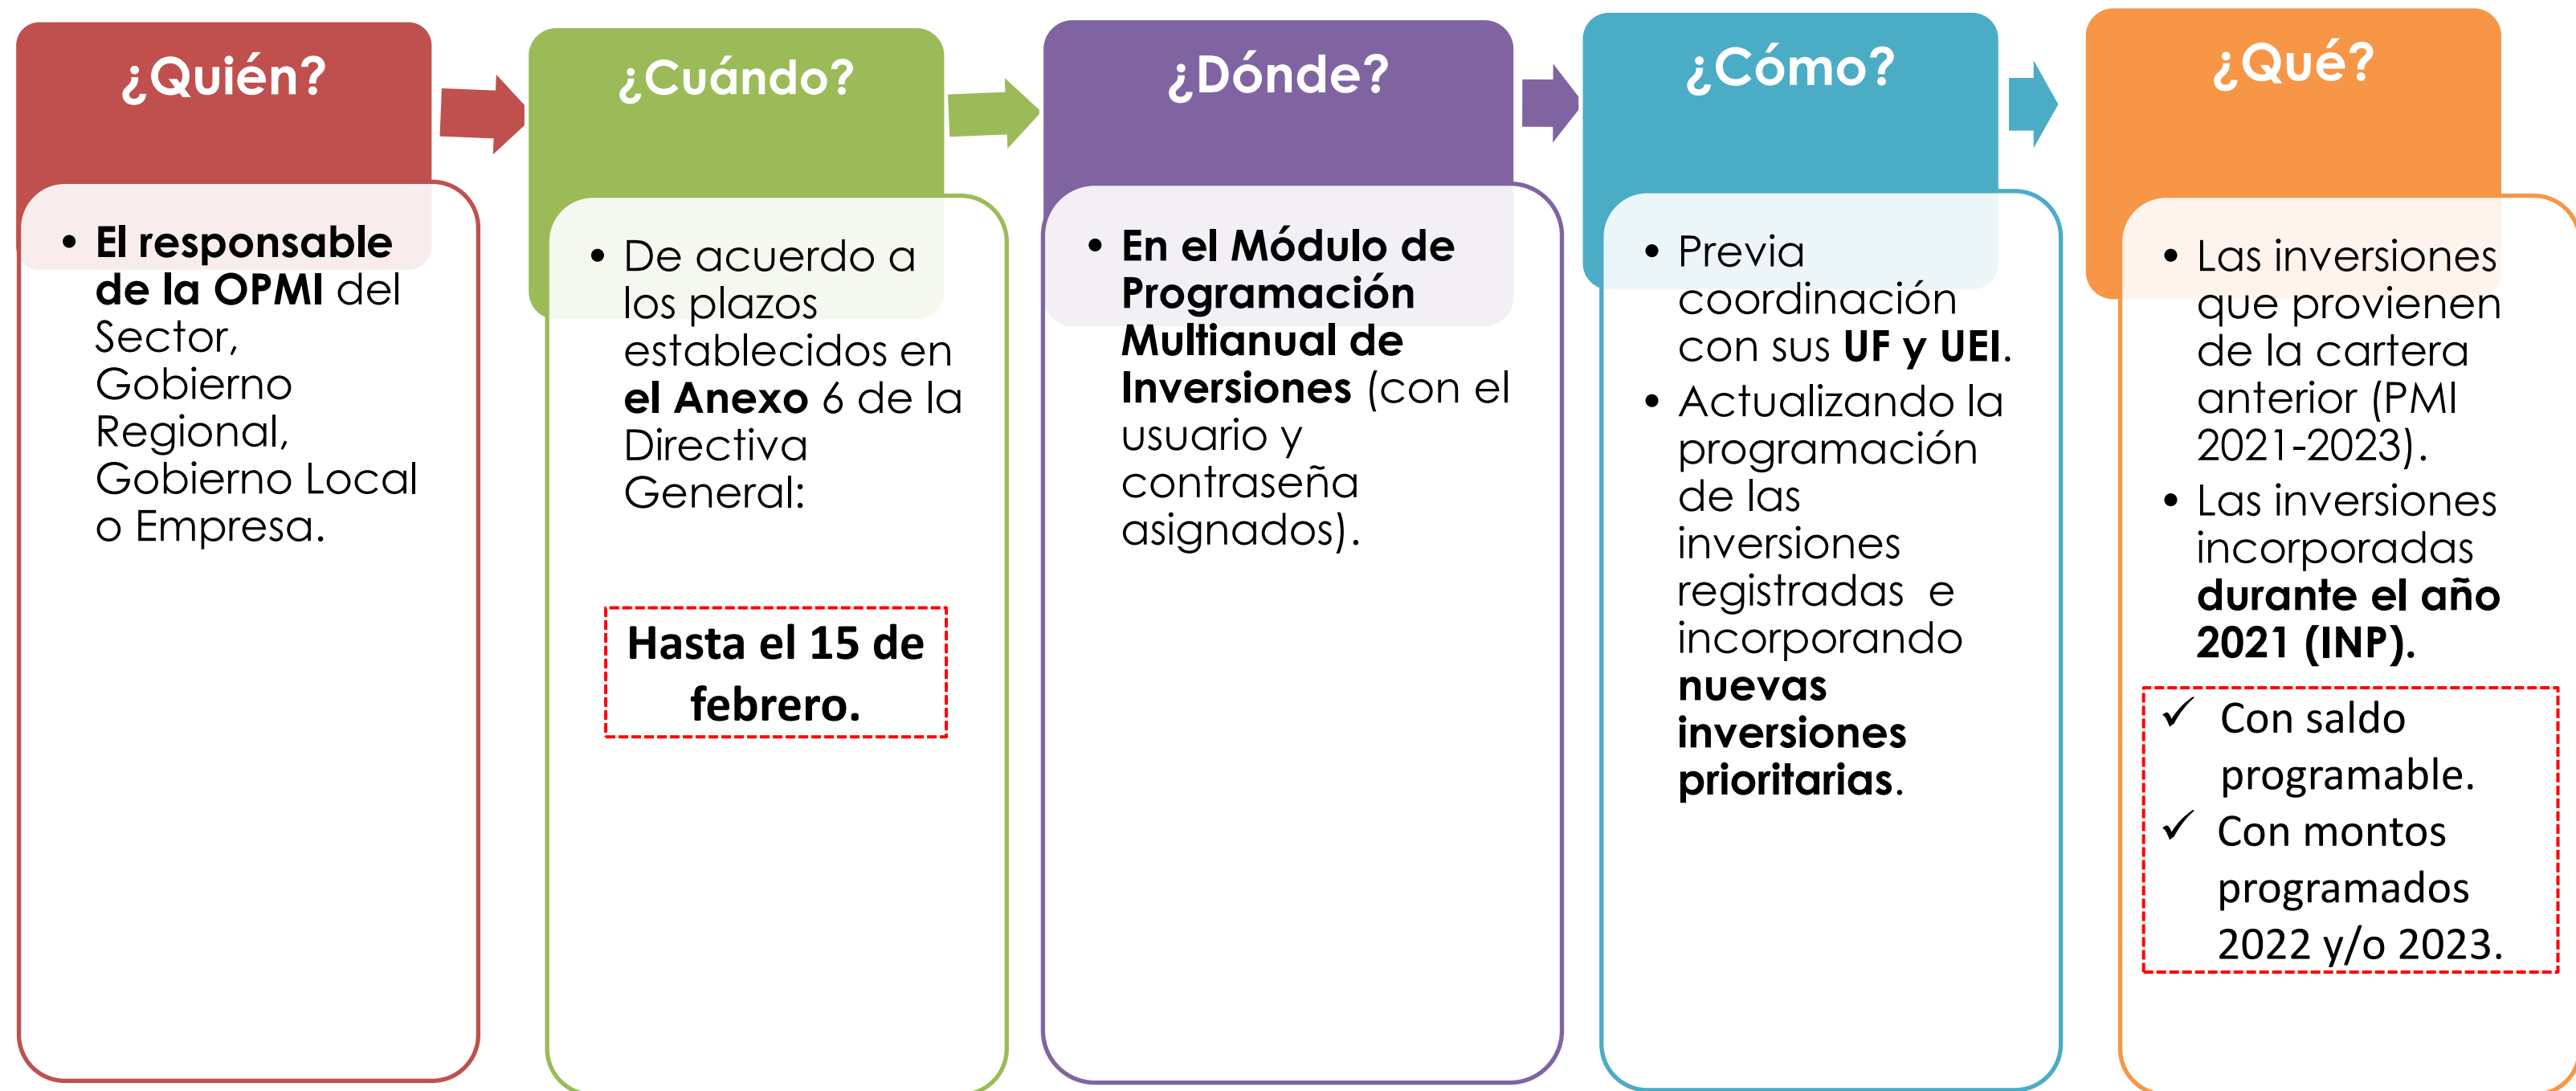 ¿Quién?
• El responsable
de la OPMI del
Sector,
Gobierno
Regional,
Gobierno Local
o Empresa.
¿Cuándo?
• De acuerdo a
los plazos
establecidos en
el Anexo 6 de la
Directiva
General:
Hasta el 15 de
febrero.
¿Dónde?
• En el Módulo de
Programación
Multianual de
Inversiones (con el
usuario y
contraseña
asignados).
¿Cómo?
• Previa
coordinación
con sus UF y UEI.
• Actualizando la
programación
de las
inversiones
registradas e
incorporando
nuevas
inversiones
prioritarias.
¿Qué?
• Las inversiones
que provienen
de la cartera
anterior (PMI
2021-2023).
• Las inversiones
incorporadas
durante el año
2021 (INP).
✓ Con saldo
programable.
✓ Con montos
programados
2022 y/o 2023.